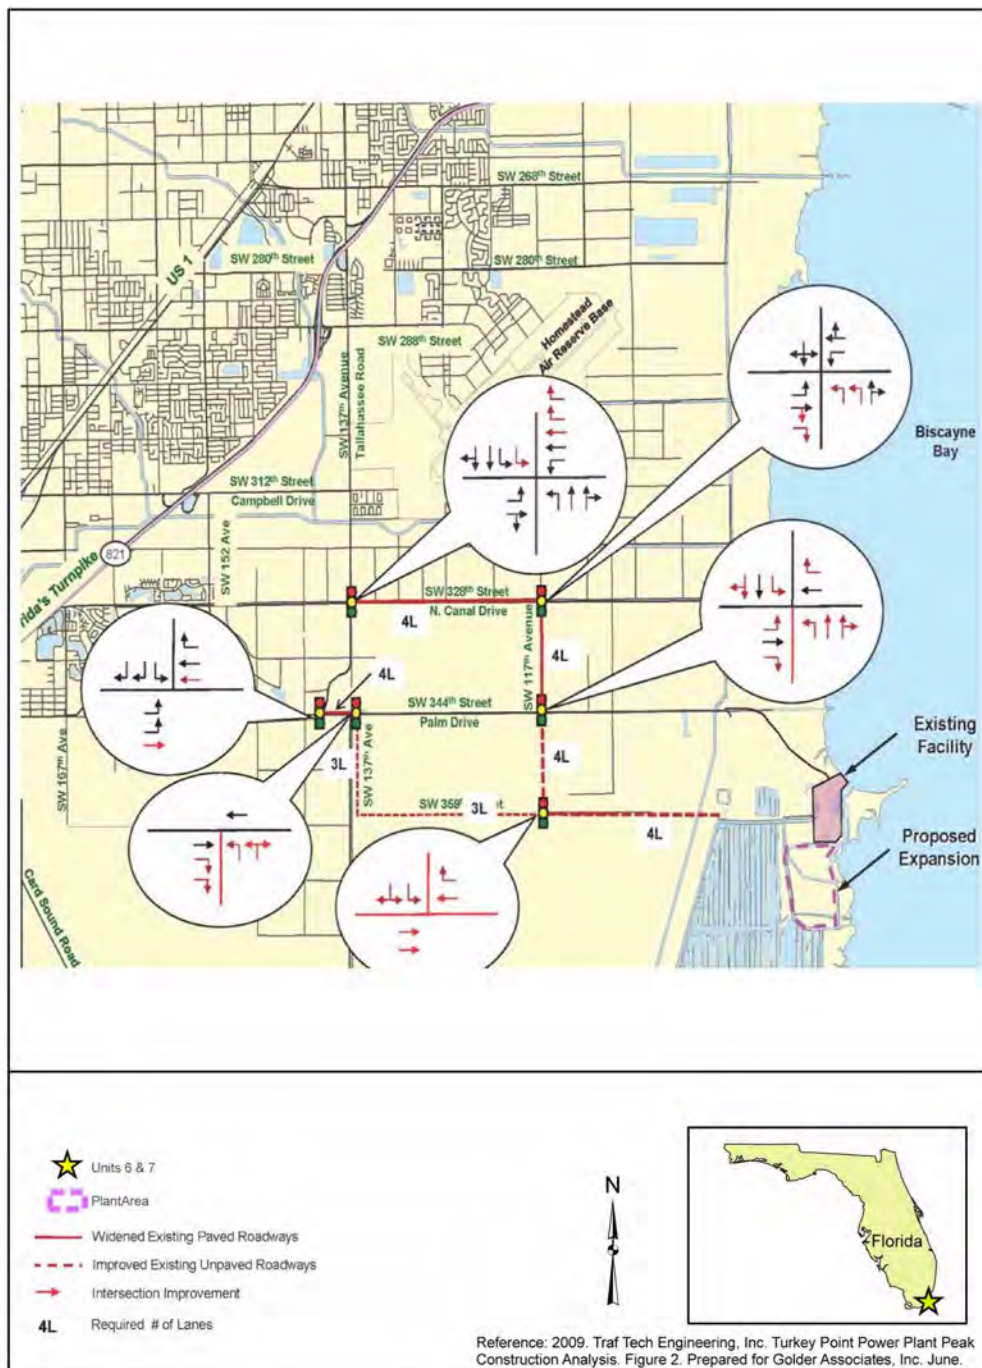 SW 268th Street
US 1
SW 280th Street
SW 280th Street
Homestead
Air Reserve Base
SW 288th Street
SW 137th Avenue
Tallahassee Road
Biscayne
Bay
SW 312th Street
Campbell Drive
SW 152 Ave
821
rida's Turnpike
SW 328th Street
N. Canal Drive
4L
SW 117th Avenue
4L
4L
SW 344th Street
Palm Drive
Existing
Facility
SW 167th Ave
3L
SW 137th Ave
4L
SW 359t
et
3L
4L
Proposed
Expansion
Card Sound Road
Units 6 & 7
PlantArea
Widened Existing Paved Roadways
Improved Existing Unpaved Roadways
Intersection Improvement
4L
Required # of Lanes
N
Florida
Reference: 2009. Traf Tech Engineering, Inc. Turkey Point Power Plant Peak
Construction Analysis. Figure 2. Prepared for Golder Associates, Inc. June.